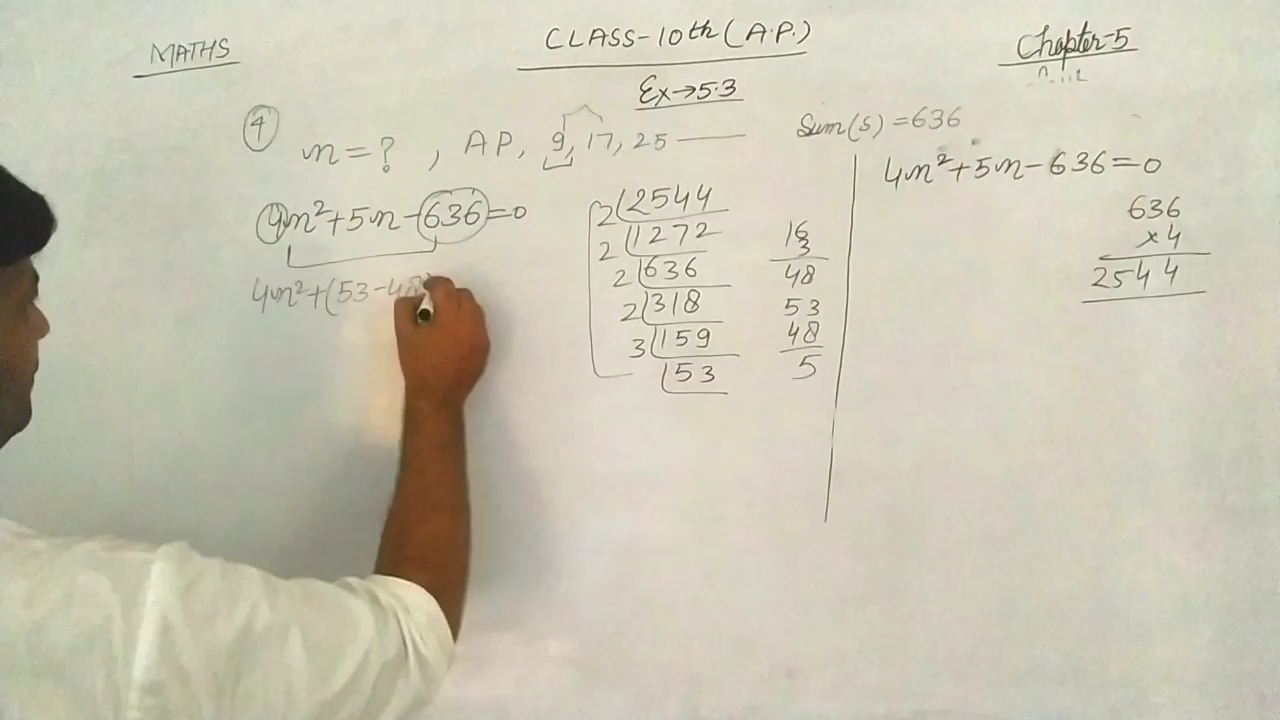 MATHS
CLASS-10th (A.P.)
Chapter-5
Ex→5.3
4
n=?, AP, 9, 17, 25
Sum(s) =636
4n²+5n-636=0
4n²+(53-48)
2 2544
2 1272
2 636
2 318
3 159
53
16
3
48
53
48
5
4n²+5n-636=0
636
×4
2544